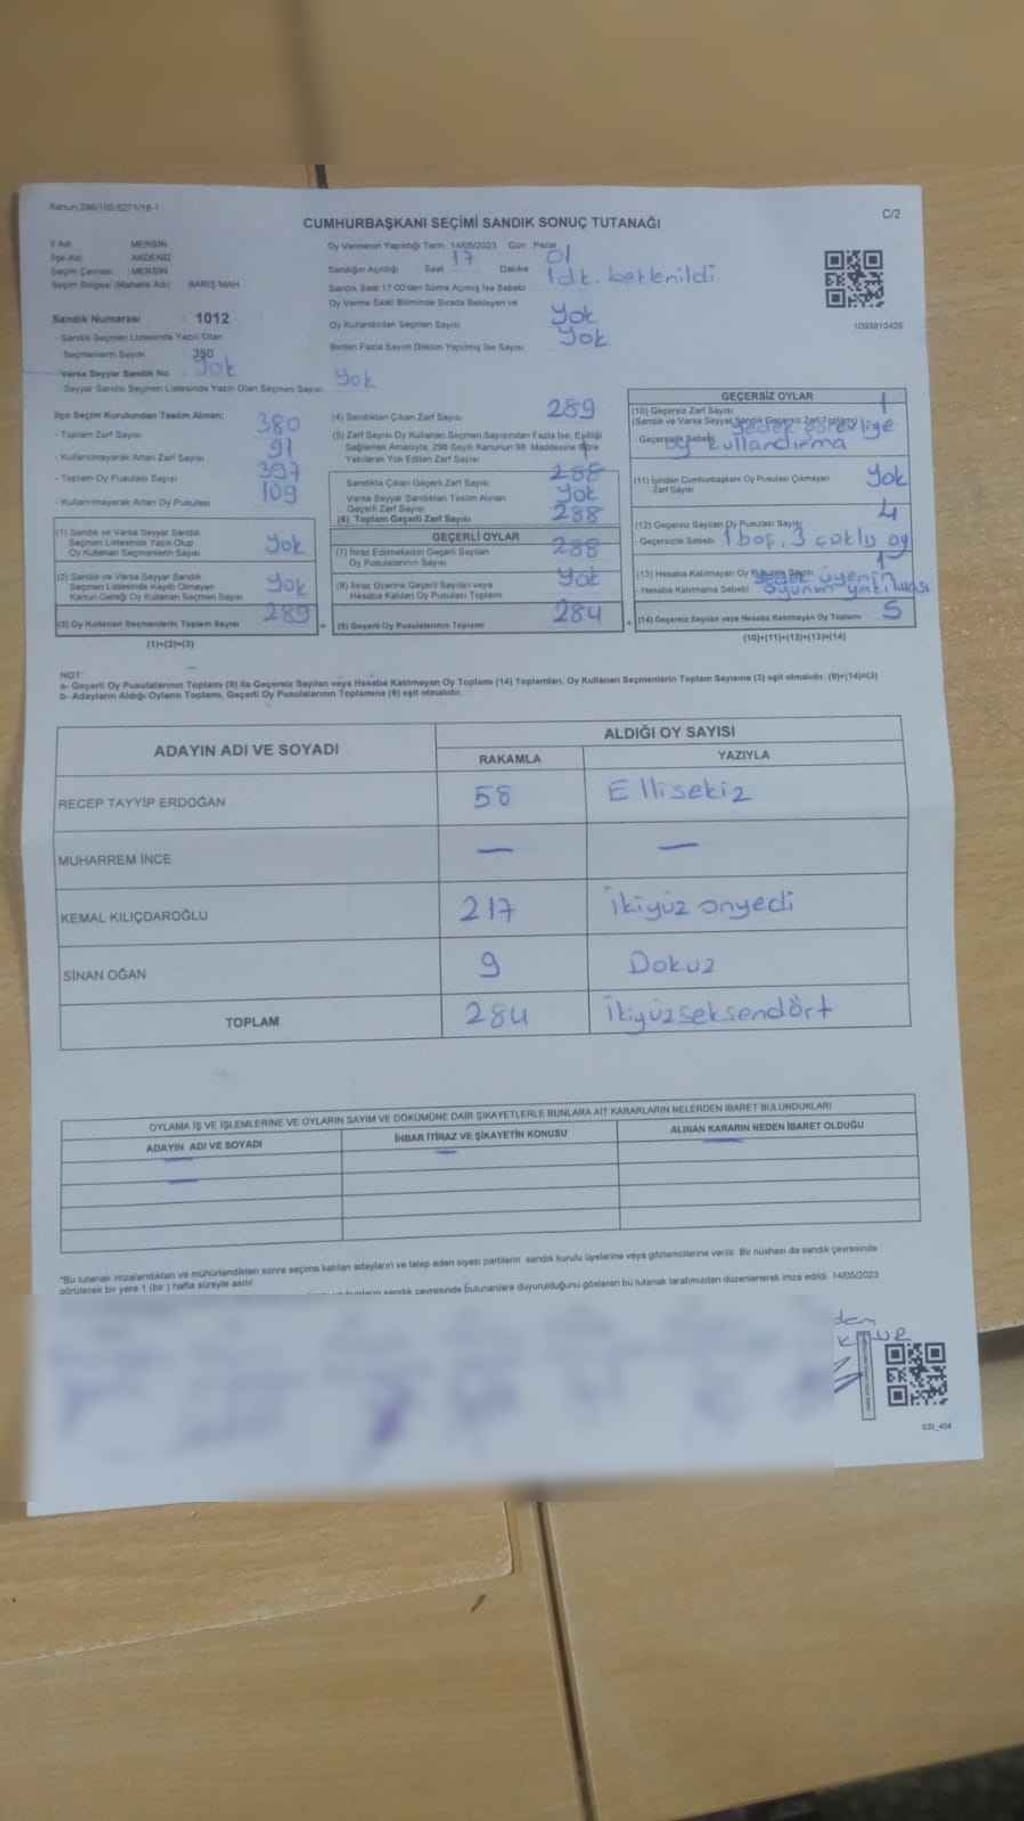 Kanun:298/105-6271/18-1
C/2
CUMHURBAŞKANI SEÇİMİ SANDIK SONUÇ TUTANAĞI
İl Adı MERSİN
İlçe Adı AKDENİZ
Seçim Çevresi MERSİN
Seçim Bölgesi (Mahalle Adı) BARIŞ MAH
Sandık Numarası 1012
- Sandık Seçmen Listesinde Yazılı Olan
Seçmenlerin Sayısı 350
Varsa Seyyar Sandık No Yok
Seyyar Sandık Seçmen Listesinde Yazılı Olan Seçmen Sayısı Yok
Oy Vermenin Yapıldığı Tarih 14/05/2023 Gün Pazar
Sandığın Açıldığı Saat 17 Dakika 01
Sandık Saat 17:00'dan Sonra Açılmış İse Sebebi 1dk. beklenildi
Oy Verme Saati Bitiminde Sırada Bekleyen ve
Oy Kullandırılan Seçmen Sayısı Yok
Birden Fazla Sayım Döküm Yapılmış İse Sayısı Yok
1093813426
İlçe Seçim Kurulundan Teslim Alınan:
- Toplam Zarf Sayısı 380
- Kullanılmayarak Artan Zarf Sayısı 91
- Toplam Oy Pusulası Sayısı 397
- Kullanılmayarak Artan Oy Pusulası 109
(1) Sandık ve Varsa Seyyar Sandık
Seçmen Listesinde Yazılı Olup
Oy Kullanan Seçmenlerin Sayısı Yok
(2) Sandık ve Varsa Seyyar Sandık
Seçmen Listesinde Kayıtlı Olmayan
Kanun Gereği Oy Kullanan Seçmen Sayısı Yok
(3) Oy Kullanan Seçmenlerin Toplam Sayısı 289
(1)+(2)=(3)
(4) Sandıktan Çıkan Zarf Sayısı 289
(5) Zarf Sayısı Oy Kullanan Seçmen Sayısından Fazla İse, Eşitliği
Sağlamak Amacıyla, 298 Sayılı Kanunun 98. Maddesine Göre
Yakılarak Yok Edilen Zarf Sayısı
Sandıkta Çıkan Geçerli Zarf Sayısı 288
Varsa Seyyar Sandıktan Teslim Alınan
Geçerli Zarf Sayısı Yok
(6) Toplam Geçerli Zarf Sayısı 288
GEÇERLİ OYLAR
(7) İtiraz Edilmeksizin Geçerli Sayılan
Oy Pusulalarının Sayısı 288
(8) İtiraz Üzerine Geçerli Sayılan veya
Hesaba Katılan Oy Pusulası Toplamı Yok
(9) Geçerli Oy Pusulalarının Toplamı 284
GEÇERSİZ OYLAR
(10) Geçersiz Zarf Sayısı 1
(Sandık ve Varsa Seyyar Sandık Geçersiz Zarf Toplamı)
Geçersizlik Sebebi
oy kullandırma
(11) İçinden Cumhurbaşkanı Oy Pusulası Çıkmayan
Zarf Sayısı Yok
(12) Geçersiz Sayılan Oy Pusulası Sayısı 4
Geçersizlik Sebebi 1 boş, 3 çoklu oy
(13) Hesaba Katılmayan Oy Pusulası Sayısı 1
Hesaba Katılmama Sebebi yedek üyenin oyunun yakılması
(14) Geçersiz Sayılan veya Hesaba Katılmayan Oy Toplamı 5
(10)+(11)+(12)+(13)=(14)
NOT:
a- Geçerli Oy Pusulalarının Toplamı (9) ile Geçersiz Sayılan veya Hesaba Katılmayan Oy Toplamı (14) Toplamları, Oy Kullanan Seçmenlerin Toplam Sayısına (3) eşit olmalıdır. (9)+(14)=(3)
b- Adayların Aldığı Oyların Toplamı, Geçerli Oy Pusulalarının Toplamına (9) eşit olmalıdır.
ADAYIN ADI VE SOYADI
ALDIĞI OY SAYISI
RAKAMLA YAZIYLA
RECEP TAYYİP ERDOĞAN 58 Ellisekiz
MUHARREM İNCE — —
KEMAL KILIÇDAROĞLU 217 İkiyüz onyedi
SİNAN OĞAN 9 Dokuz
TOPLAM 284 İkiyüzseksendört
OYLAMA İŞ VE İŞLEMLERİNE VE OYLARIN SAYIM VE DÖKÜMÜNE DAİR ŞİKAYETLERLE BUNLARA AİT KARARLARIN NELERDEN İBARET BULUNDUKLARI
ADAYIN ADI VE SOYADI İHBAR İTİRAZ VE ŞİKAYETİN KONUSU ALINAN KARARIN NEDEN İBARET OLDUĞU
*Bu tutanak imzalandıktan ve mühürlendikten sonra seçime katılan adayların ve talep eden siyasi partilerin sandık kurulu üyelerine veya gözlemcilerine verilir. Bir nüshası da sandık çevresinde
görülecek bir yere 1 (bir) hafta süreyle asılır.
sandık çevresinde bulunanlara duyurulduğunu gösteren bu tutanak tarafımızdan düzenlenerek imza edildi. 14/05/2023